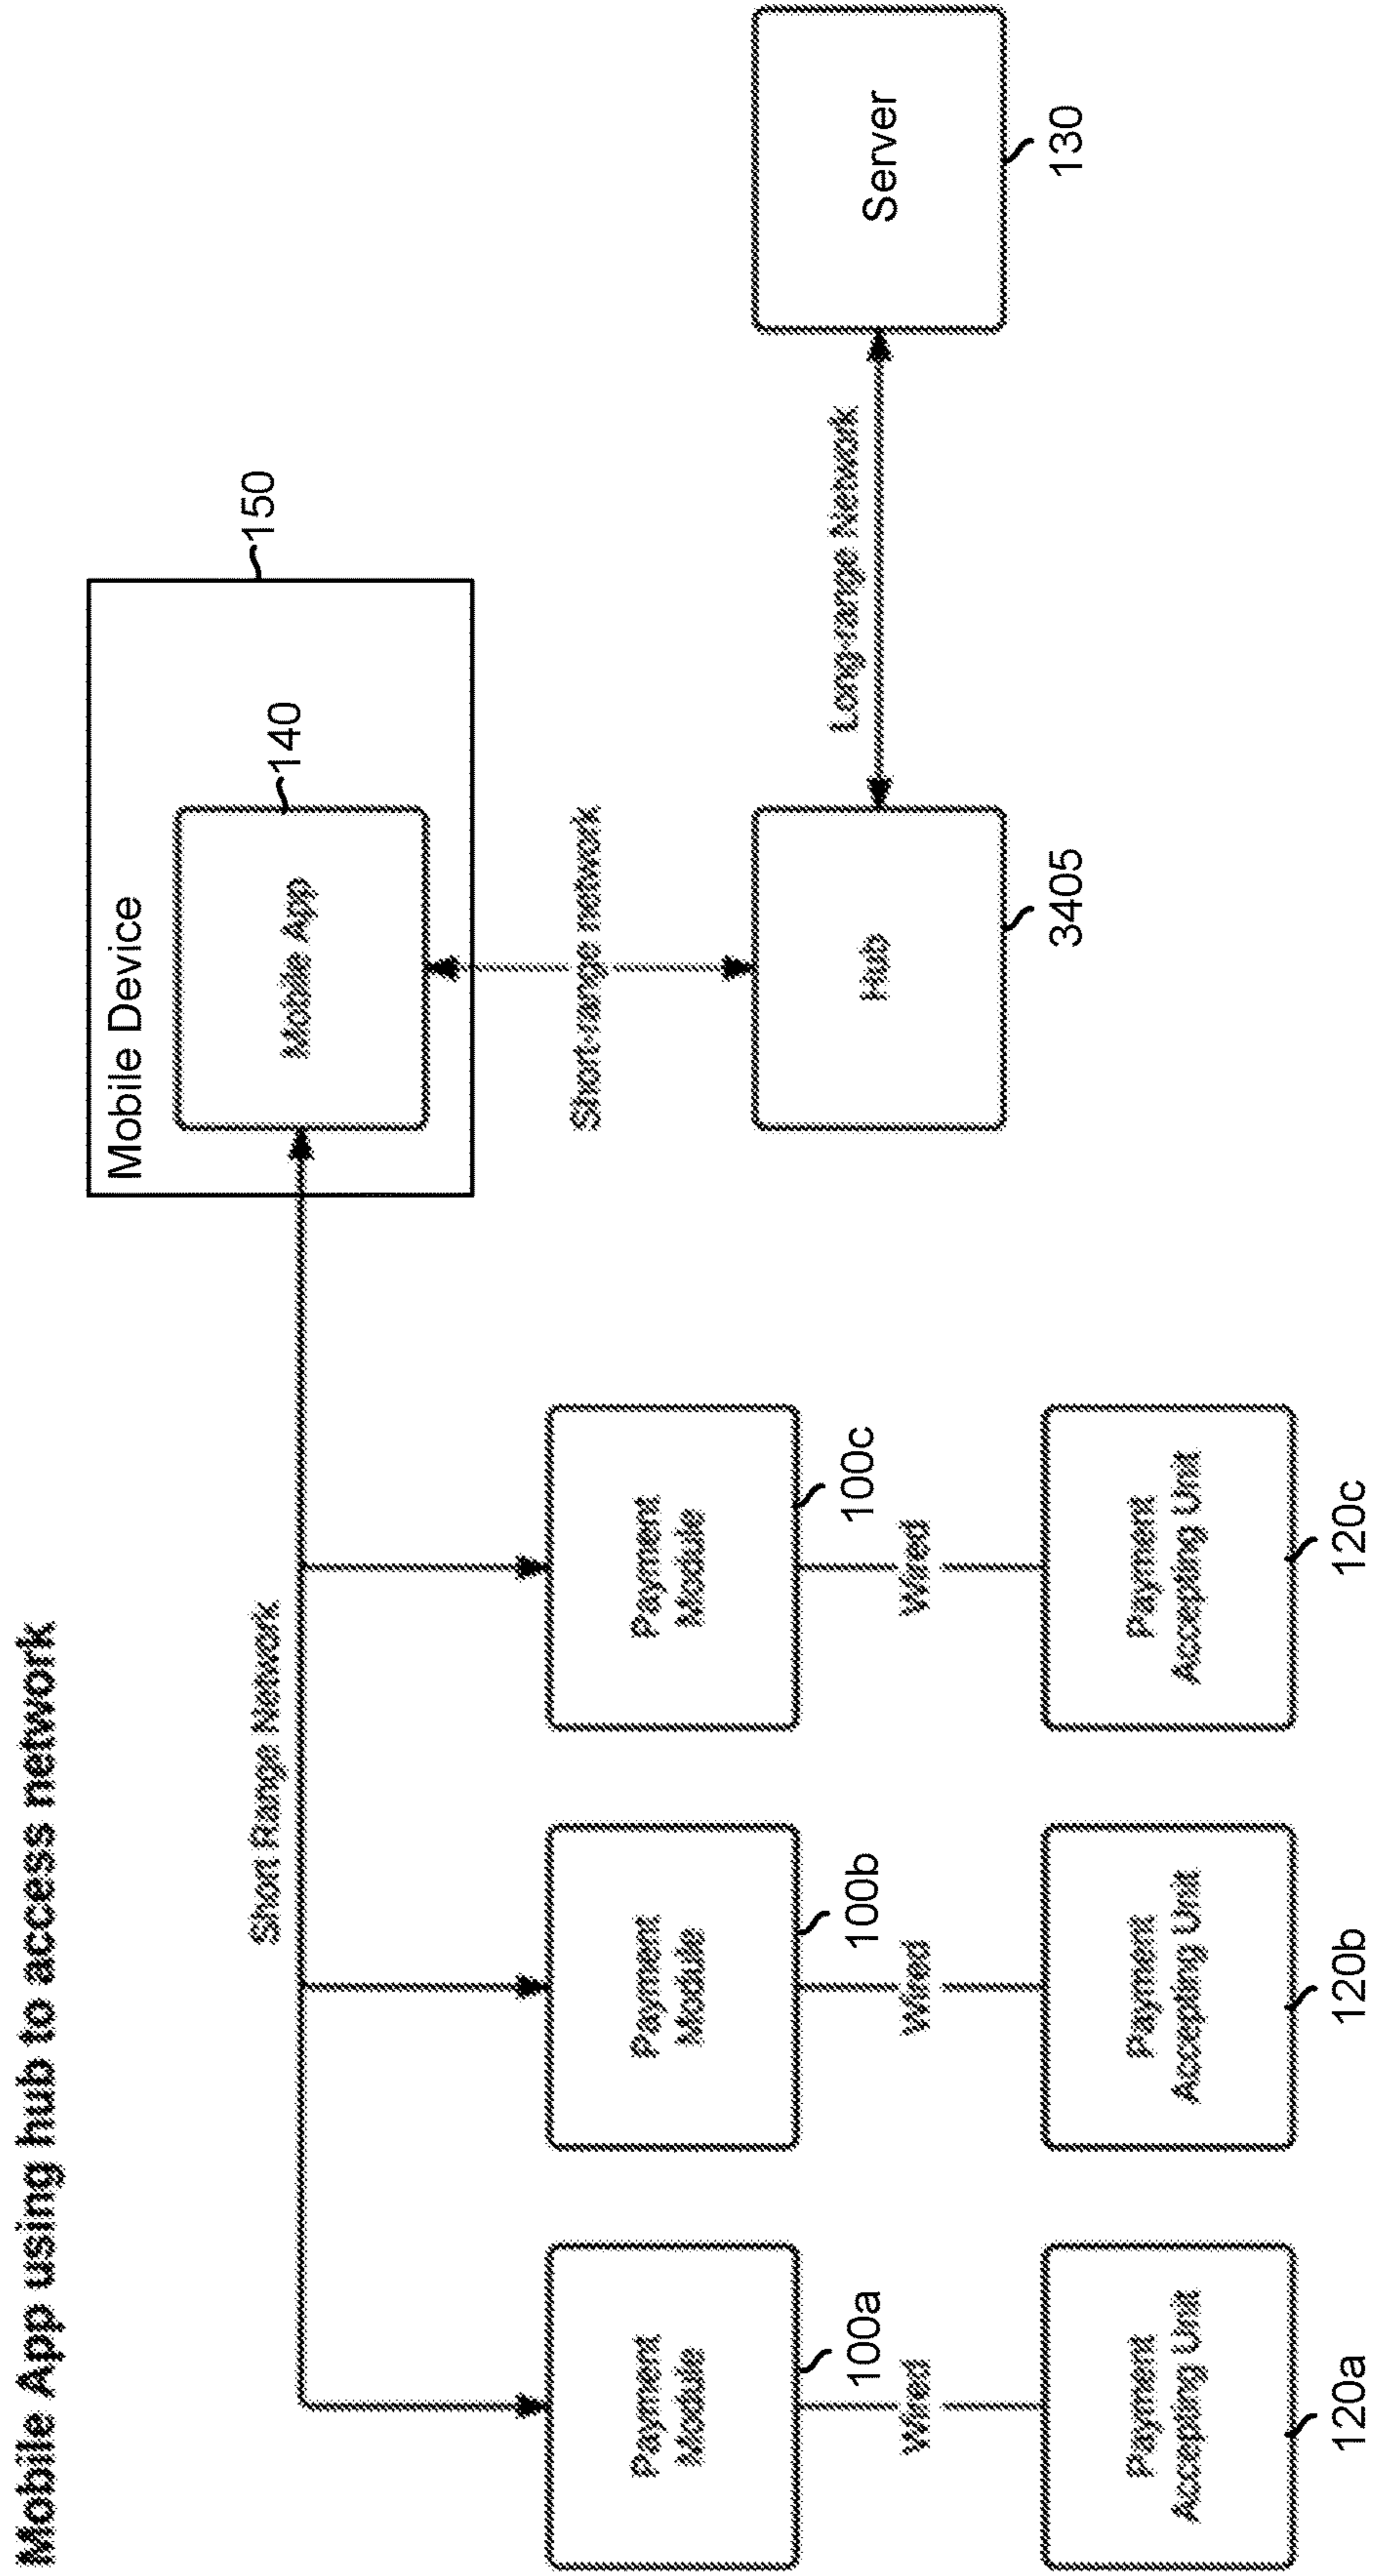 Mobile App using hub to access network
Mobile Device
150
Mobile App
140
Short Range Network
Short-range network
Payment
Module
100a
Payment
Module
100b
Payment
Module
100c
Hub
3405
Long-range Network
Server
130
Wired
Wired
Wired
Payment
Accepting Unit
120a
Payment
Accepting Unit
120b
Payment
Accepting Unit
120c